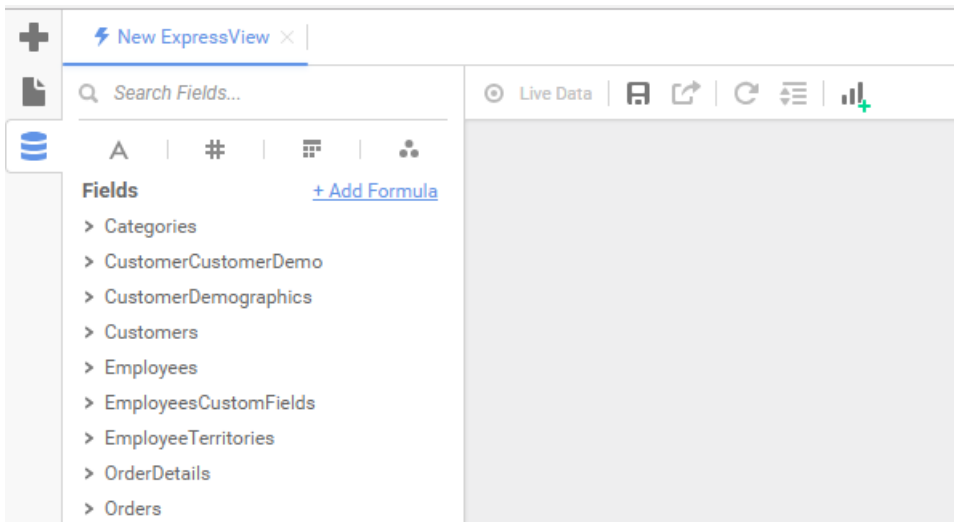 New ExpressView
Search Fields...
Live Data
Fields
+ Add Formula
Categories
CustomerCustomerDemo
CustomerDemographics
Customers
Employees
EmployeesCustomFields
EmployeeTerritories
OrderDetails
Orders